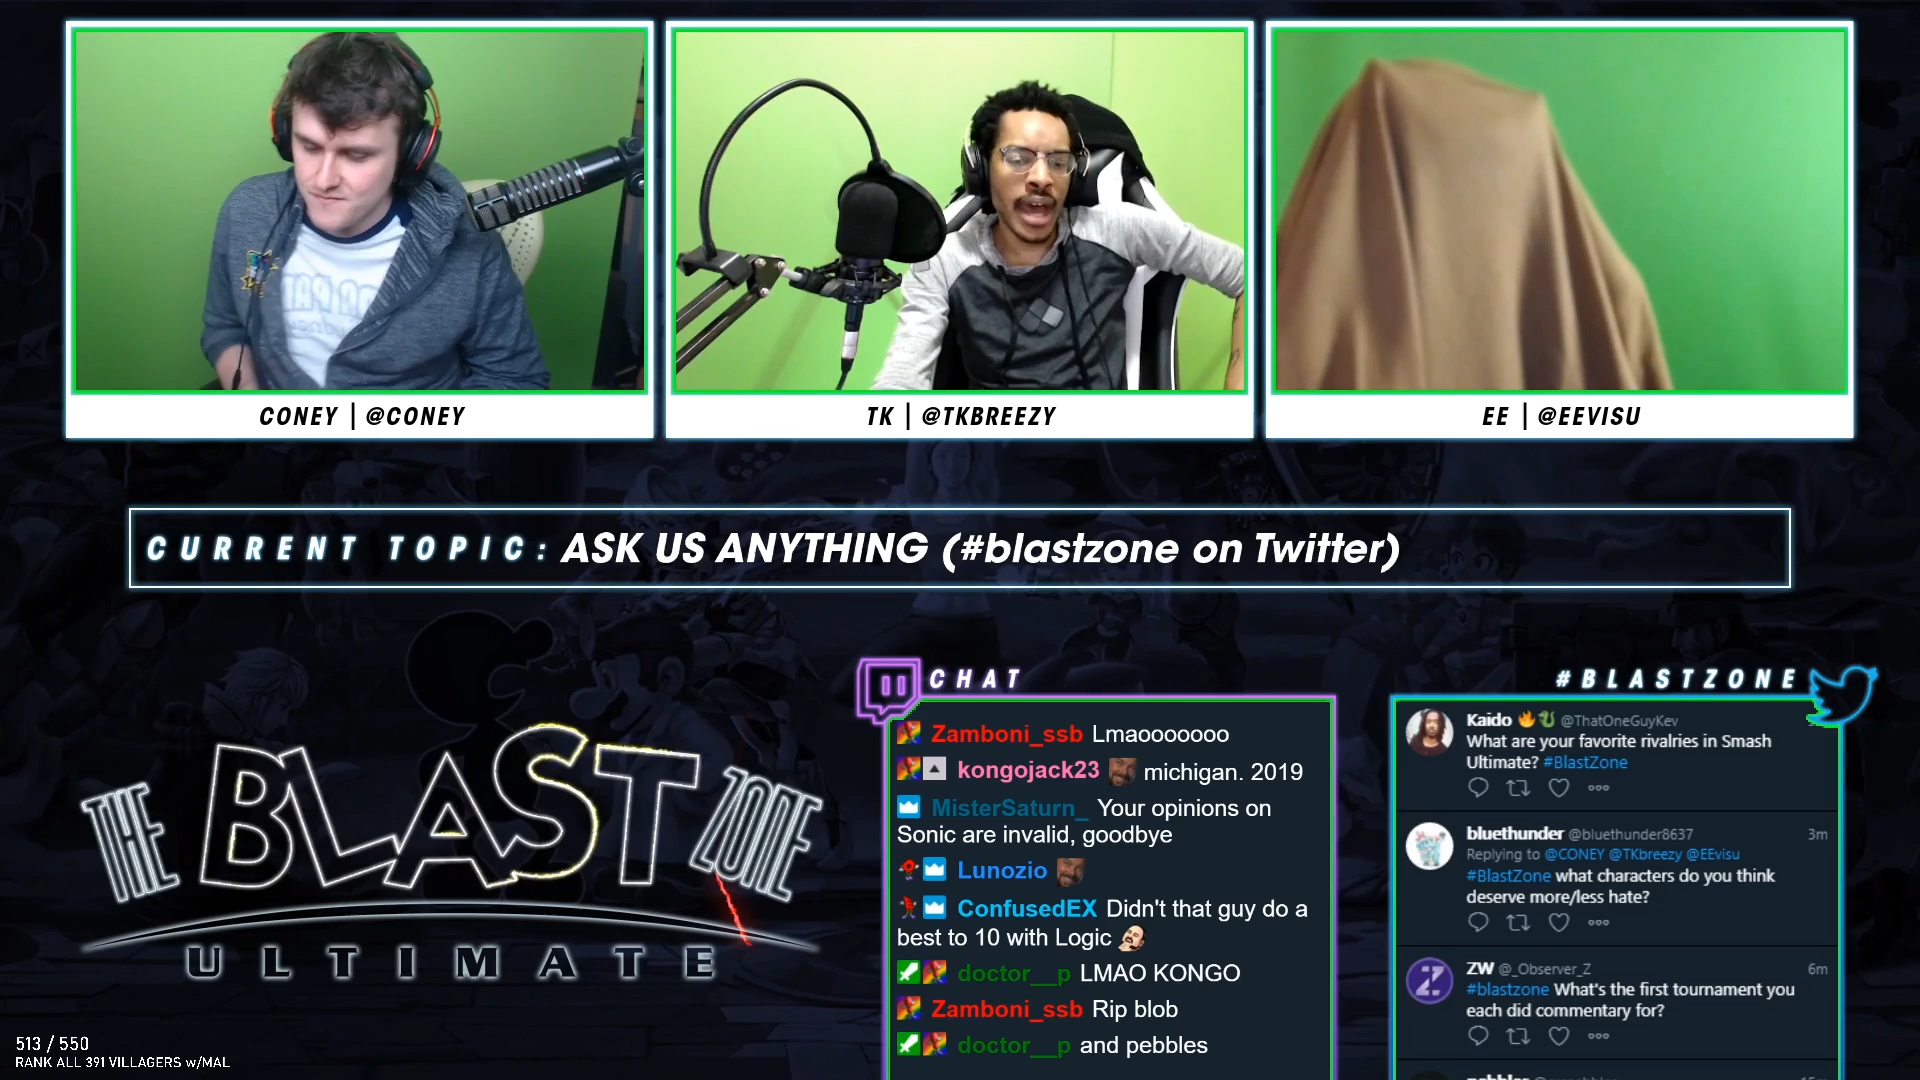 CONEY | @CONEY
TK | @TKBREEZY
EE | @EEVISU
CURRENT TOPIC: ASK US ANYTHING (#blastzone on Twitter)
THE BLAST ZONE
ULTIMATE
513 / 550
RANK ALL 391 VILLAGERS w/MAL
CHAT
Zamboni_ssb Lmaooooooo
kongojack23 michigan. 2019
MisterSaturn_ Your opinions on
Sonic are invalid, goodbye
Lunozio
ConfusedEX Didn't that guy do a
best to 10 with Logic
doctor__p LMAO KONGO
Zamboni_ssb Rip blob
doctor__p and pebbles
#BLASTZONE
Kaido @ThatOneGuyKev
What are your favorite rivalries in Smash
Ultimate? #BlastZone
bluethunder @bluethunder8637 3m
Replying to @CONEY @TKbreezy @EEvisu
#BlastZone what characters do you think
deserve more/less hate?
ZW @_Observer_Z 6m
#blastzone What's the first tournament you
each did commentary for?